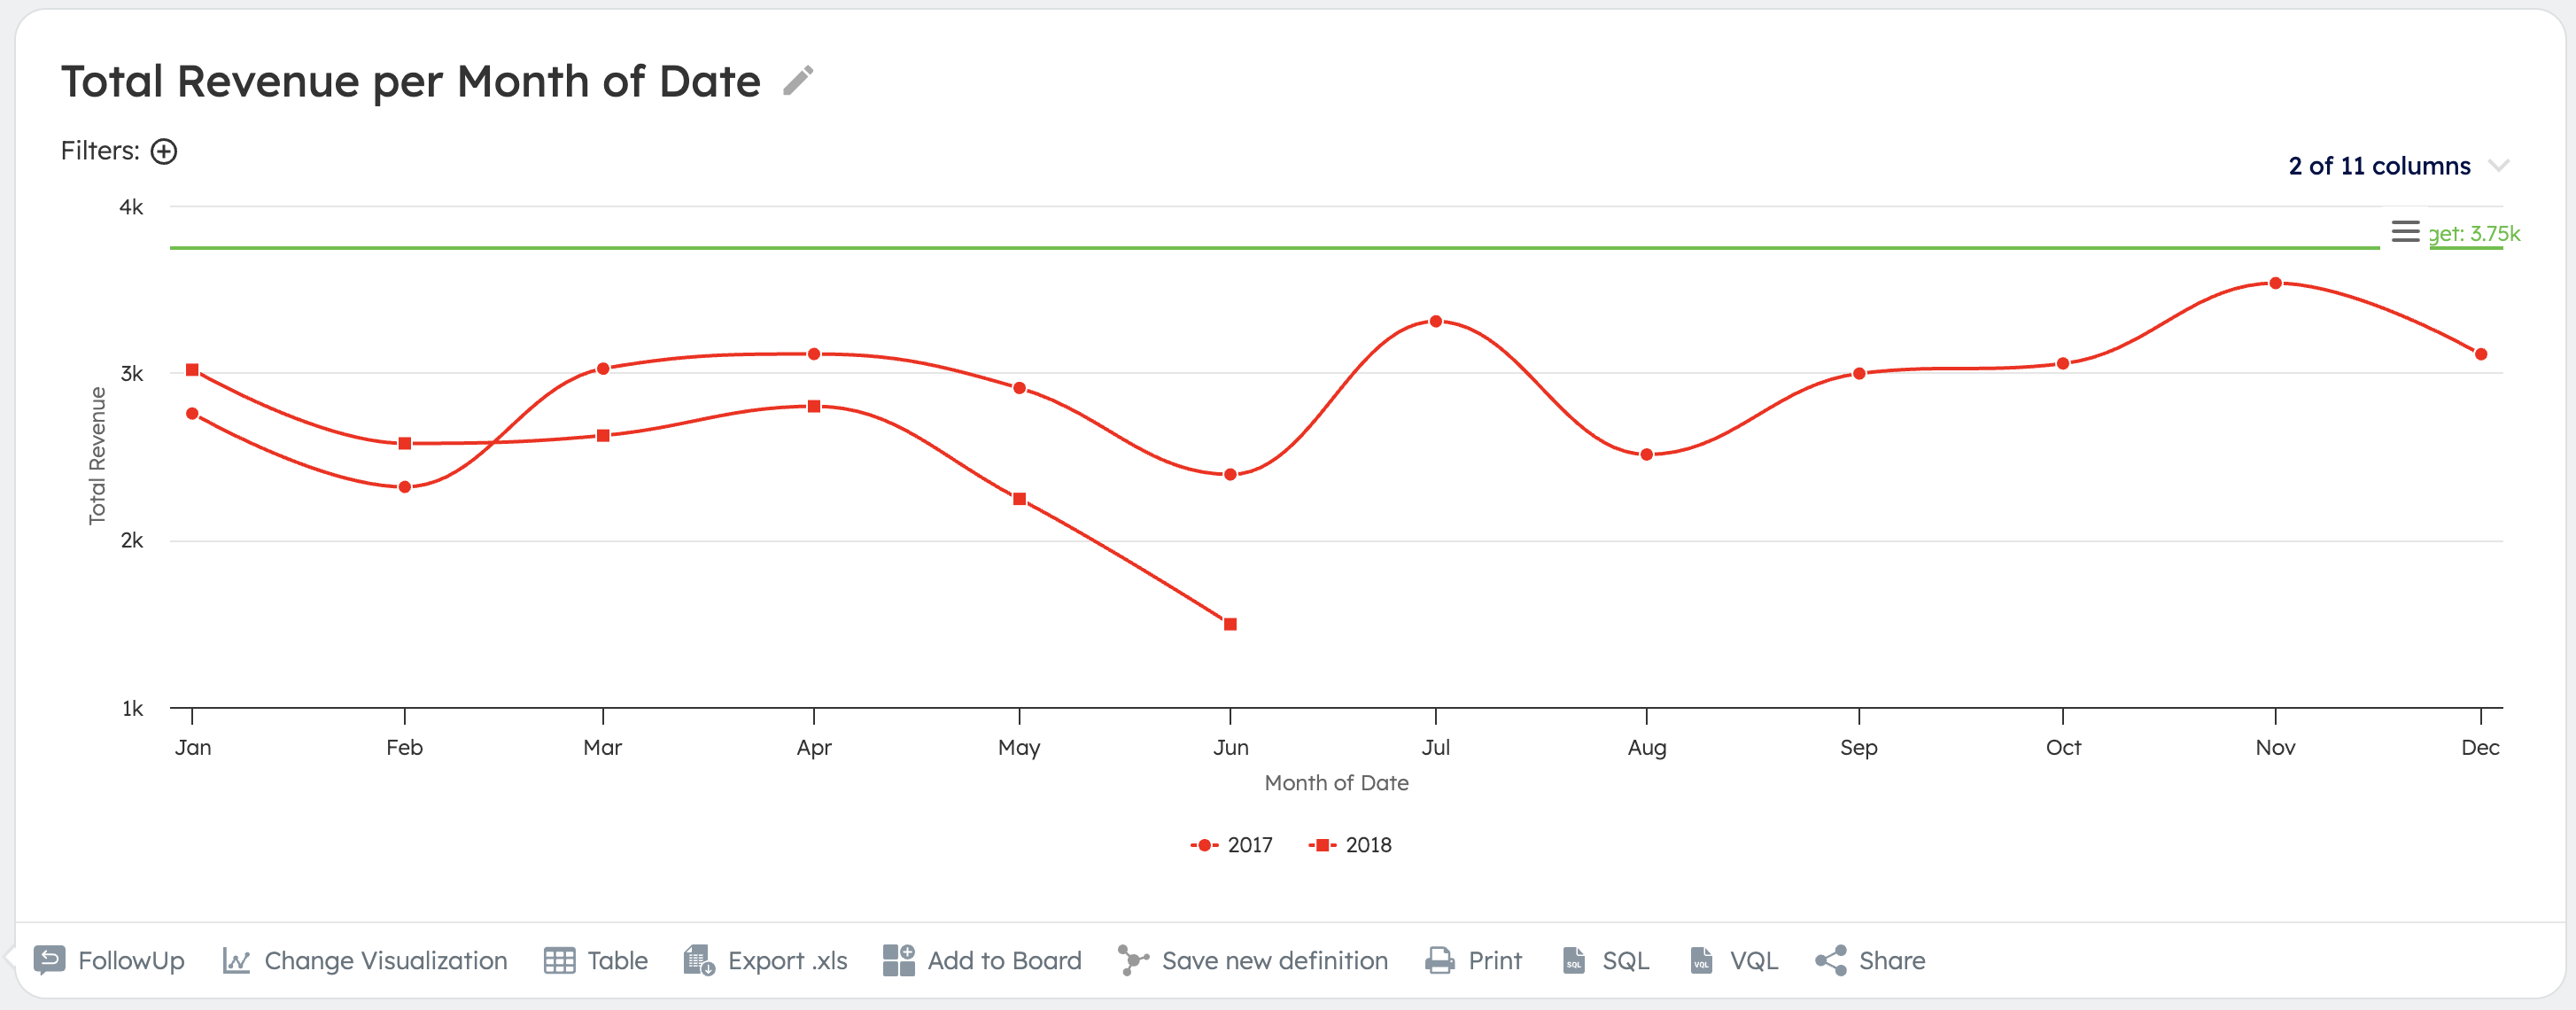 Total Revenue per Month of Date
Filters:
2 of 11 columns
4k
get: 3.75k
3k
2k
1k
Total Revenue
Jan Feb Mar Apr May Jun Jul Aug Sep Oct Nov Dec
Month of Date
2017 2018
FollowUp Change Visualization Table Export .xls Add to Board Save new definition Print SQL SQL VQL VQL Share